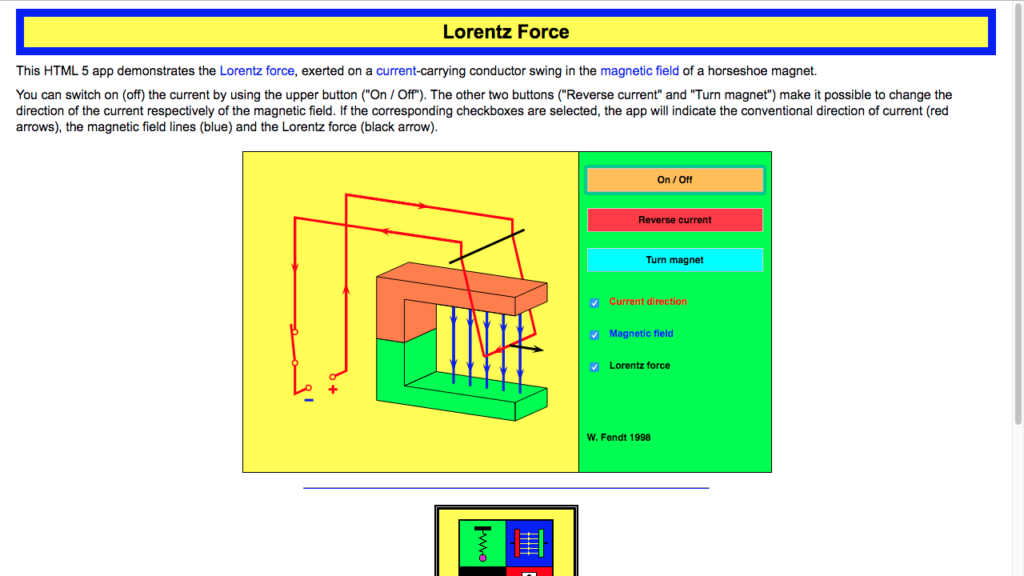 Lorentz Force
This HTML 5 app demonstrates the Lorentz force, exerted on a current-carrying conductor swing in the magnetic field of a horseshoe magnet.
You can switch on (off) the current by using the upper button ("On / Off"). The other two buttons ("Reverse current" and "Turn magnet") make it possible to change the
direction of the current respectively of the magnetic field. If the corresponding checkboxes are selected, the app will indicate the conventional direction of current (red
arrows), the magnetic field lines (blue) and the Lorentz force (black arrow).
On / Off
Reverse current
Turn magnet
Current direction
Magnetic field
Lorentz force
W. Fendt 1998